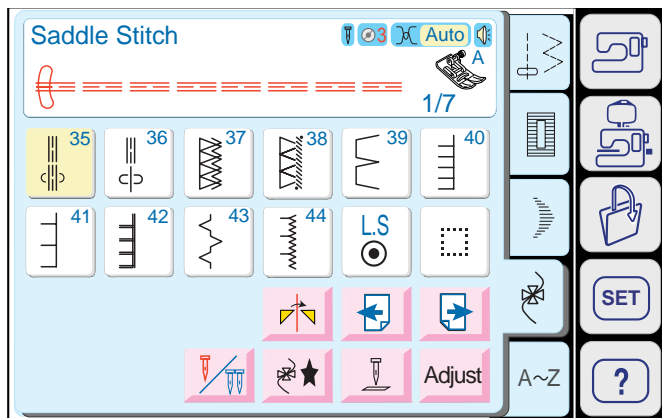 Saddle Stitch 3 Auto
A
1/7
35 36 37 38 39 40
41 42 43 44 L.S
SET
Adjust A~Z ?